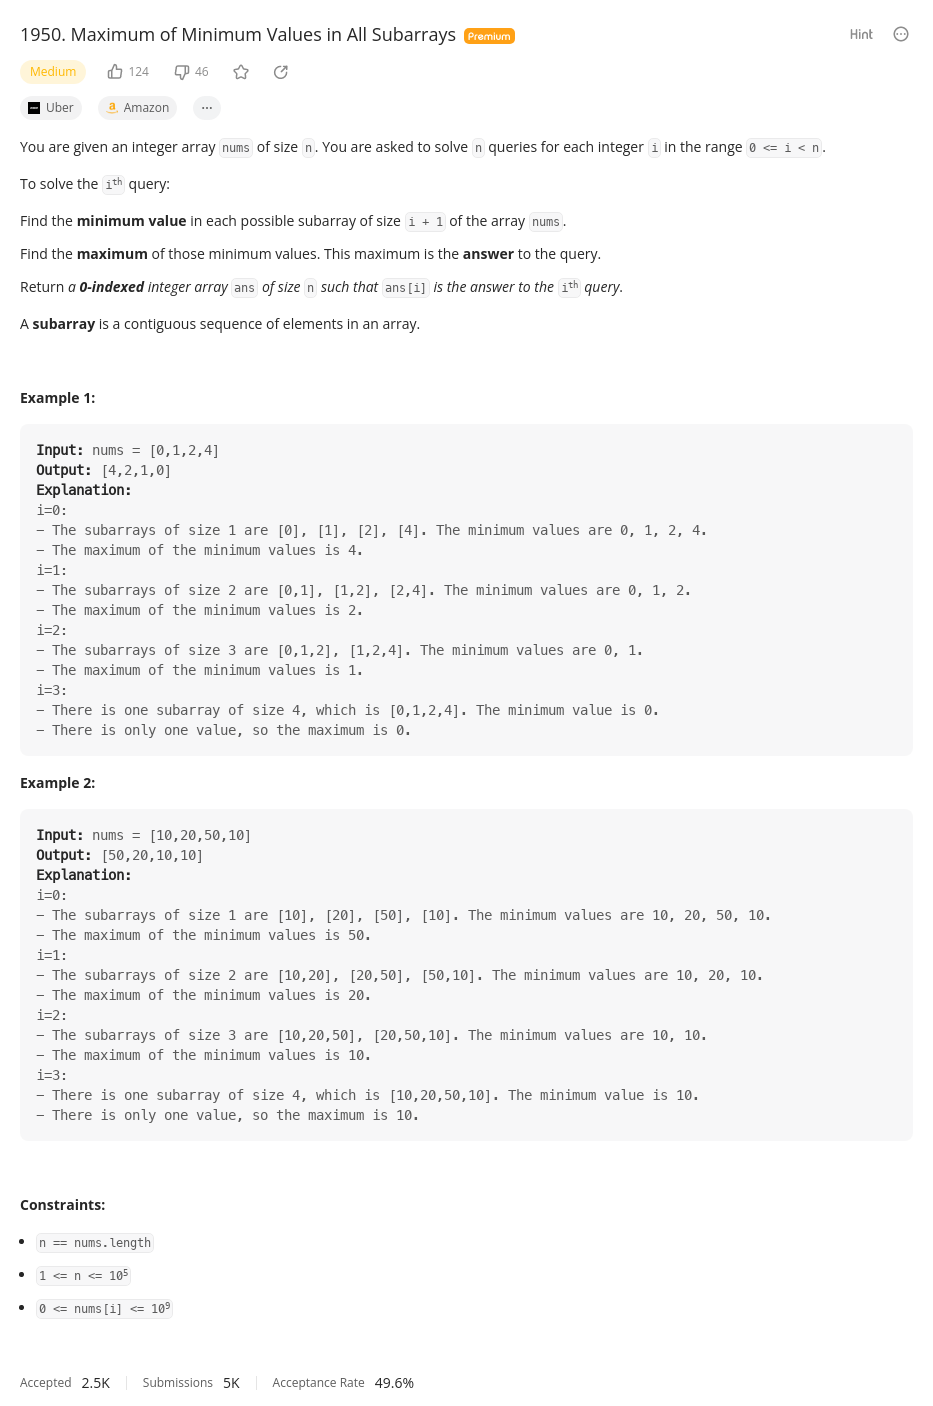 1950. Maximum of Minimum Values in All Subarrays Premium Hint
Medium 124 46
Uber Amazon ...
You are given an integer array nums of size n. You are asked to solve n queries for each integer i in the range 0 <= i < n.
To solve the iᵗʰ query:
Find the minimum value in each possible subarray of size i + 1 of the array nums.
Find the maximum of those minimum values. This maximum is the answer to the query.
Return a 0-indexed integer array ans of size n such that ans[i] is the answer to the iᵗʰ query.
A subarray is a contiguous sequence of elements in an array.
Example 1:
Input: nums = [0,1,2,4]
Output: [4,2,1,0]
Explanation:
i=0:
– The subarrays of size 1 are [0], [1], [2], [4]. The minimum values are 0, 1, 2, 4.
– The maximum of the minimum values is 4.
i=1:
– The subarrays of size 2 are [0,1], [1,2], [2,4]. The minimum values are 0, 1, 2.
– The maximum of the minimum values is 2.
i=2:
– The subarrays of size 3 are [0,1,2], [1,2,4]. The minimum values are 0, 1.
– The maximum of the minimum values is 1.
i=3:
– There is one subarray of size 4, which is [0,1,2,4]. The minimum value is 0.
– There is only one value, so the maximum is 0.
Example 2:
Input: nums = [10,20,50,10]
Output: [50,20,10,10]
Explanation:
i=0:
– The subarrays of size 1 are [10], [20], [50], [10]. The minimum values are 10, 20, 50, 10.
– The maximum of the minimum values is 50.
i=1:
– The subarrays of size 2 are [10,20], [20,50], [50,10]. The minimum values are 10, 20, 10.
– The maximum of the minimum values is 20.
i=2:
– The subarrays of size 3 are [10,20,50], [20,50,10]. The minimum values are 10, 10.
– The maximum of the minimum values is 10.
i=3:
– There is one subarray of size 4, which is [10,20,50,10]. The minimum value is 10.
– There is only one value, so the maximum is 10.
Constraints:
• n == nums.length
• 1 <= n <= 10⁵
• 0 <= nums[i] <= 10⁹
Accepted 2.5K Submissions 5K Acceptance Rate 49.6%